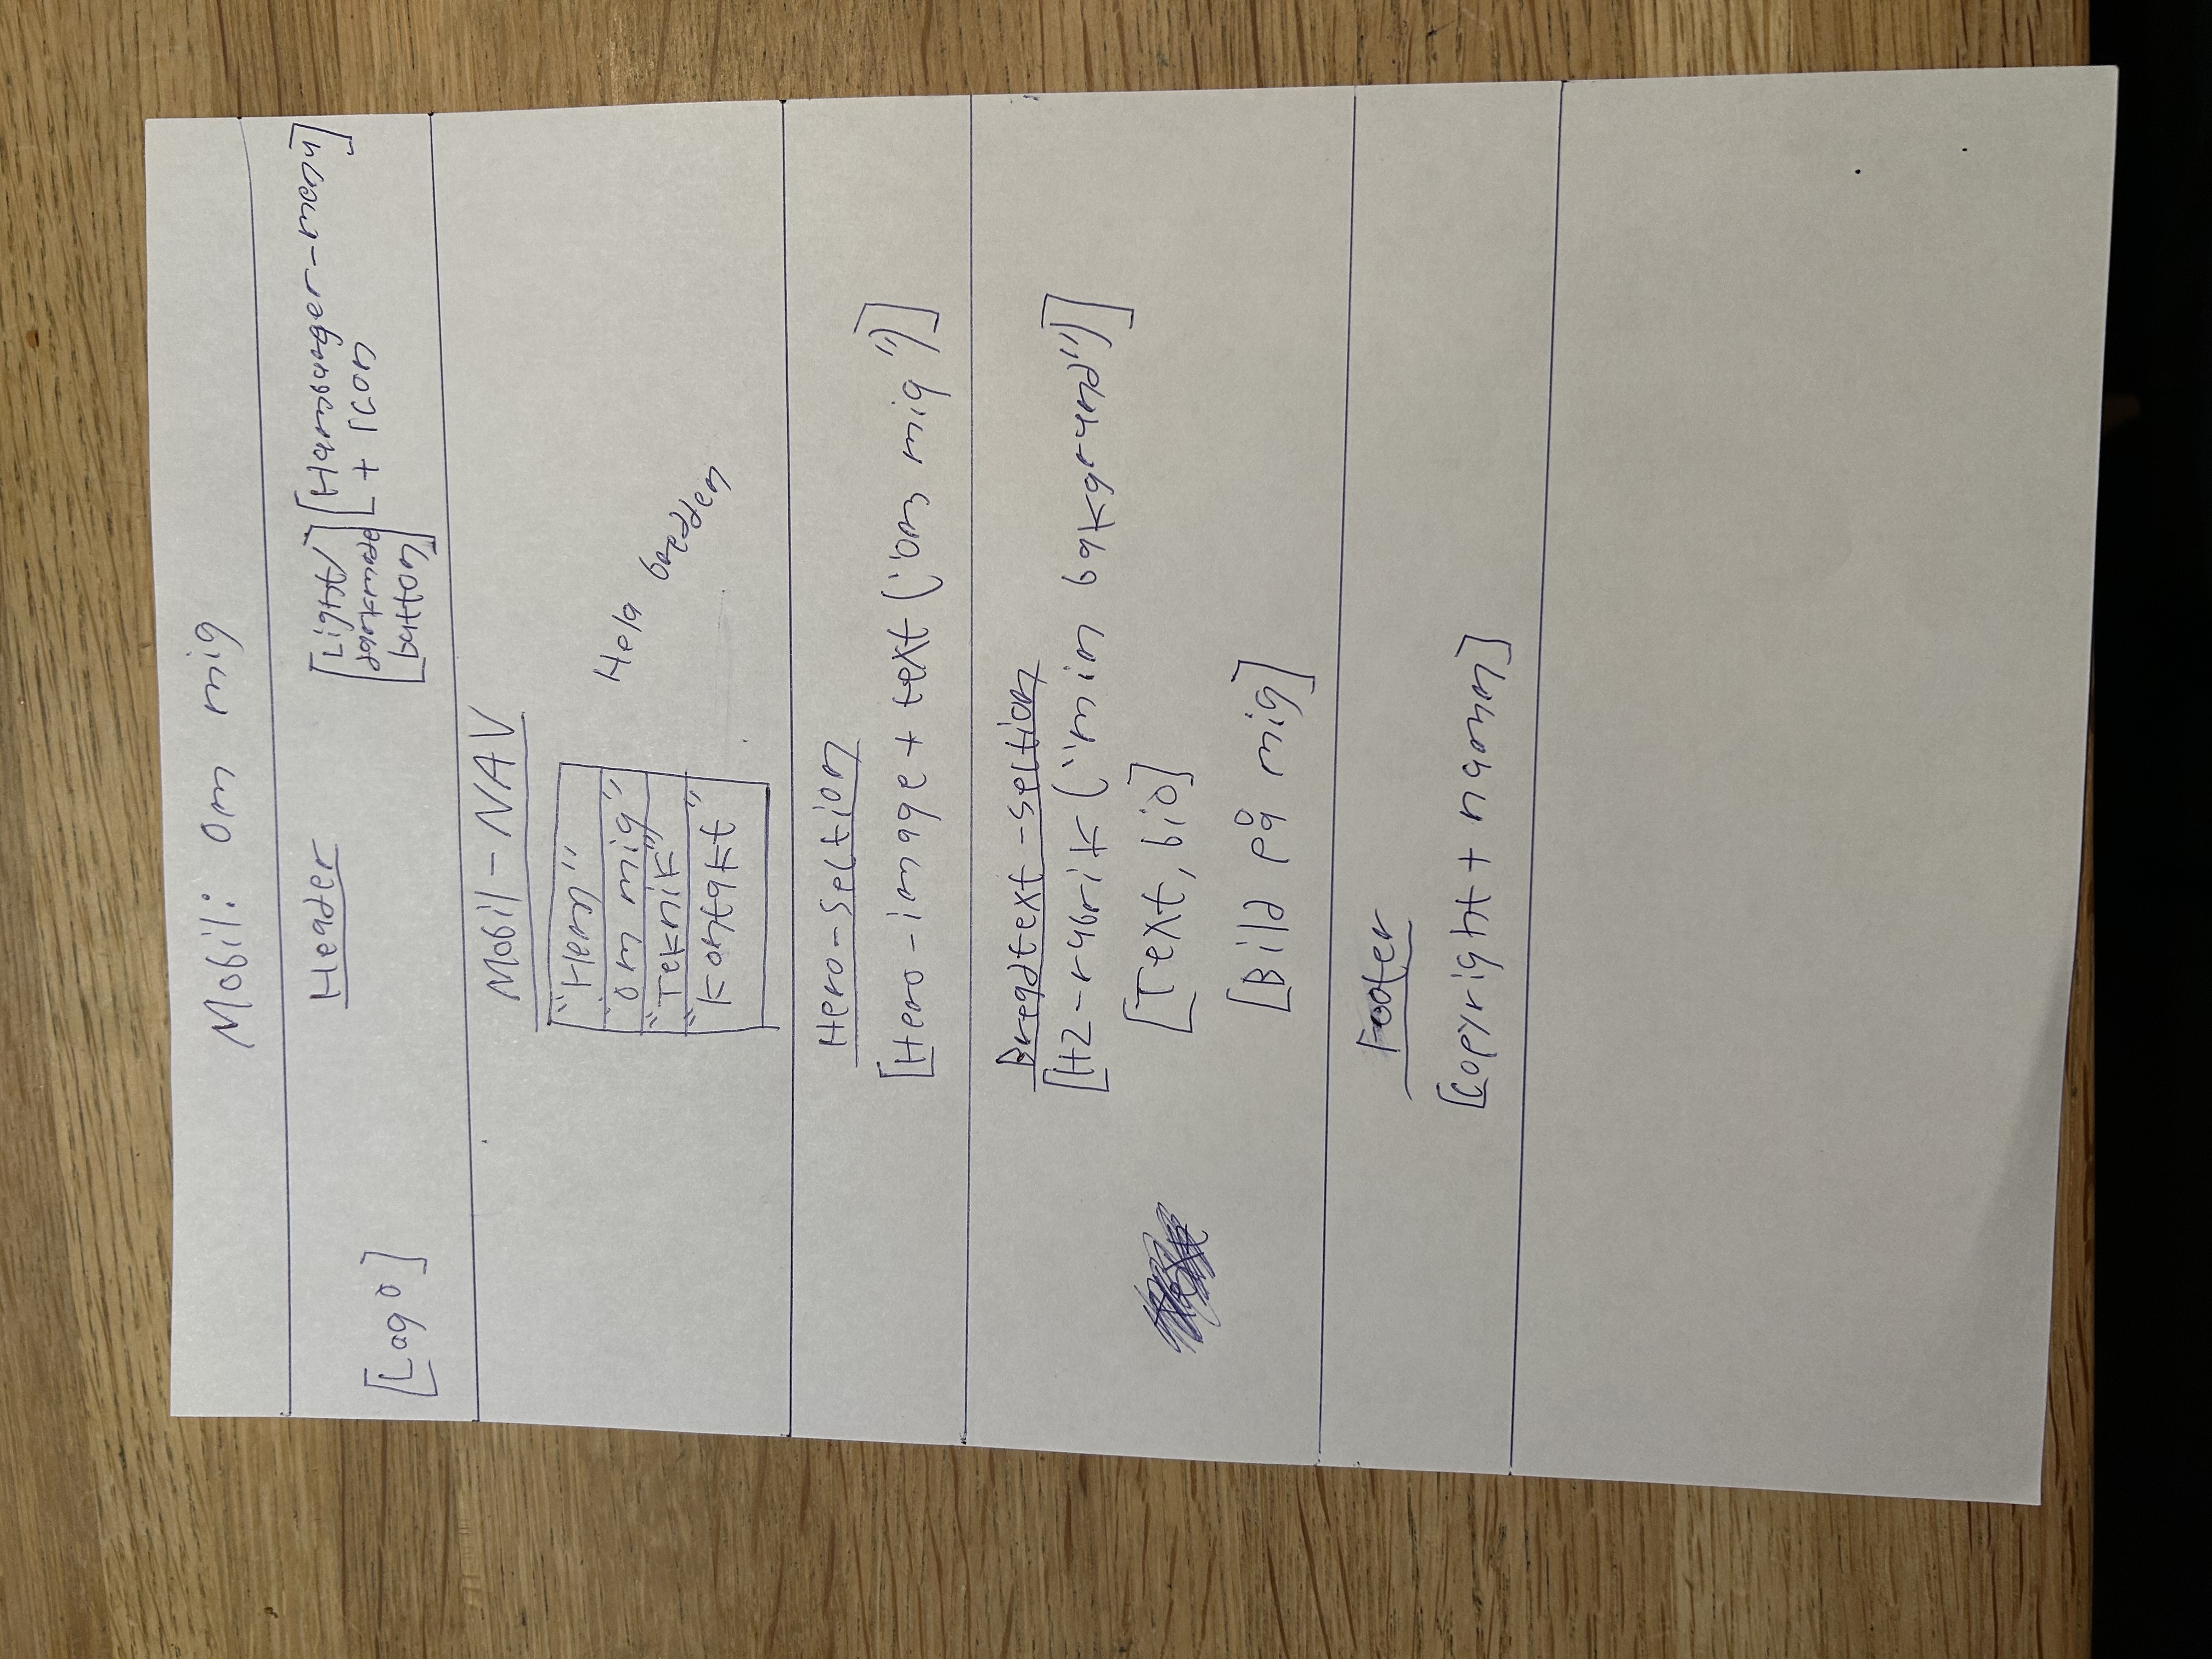 Mobil: Om mig
Header
[Logo]
[Light/
darkmode
button]
[Hamburger-menu
+ Icon]
Mobil-NAV
"Hem"
"Om mig"
"Teknik"
"Kontakt"
Hela bredden
Hero-section
[Hero-image + text ("Om mig")]
Breadtext-section
[H2-rubrik ("min bakgrund")]
[Text, bio]
[Bild på mig]
Footer
[Copyright + namn]